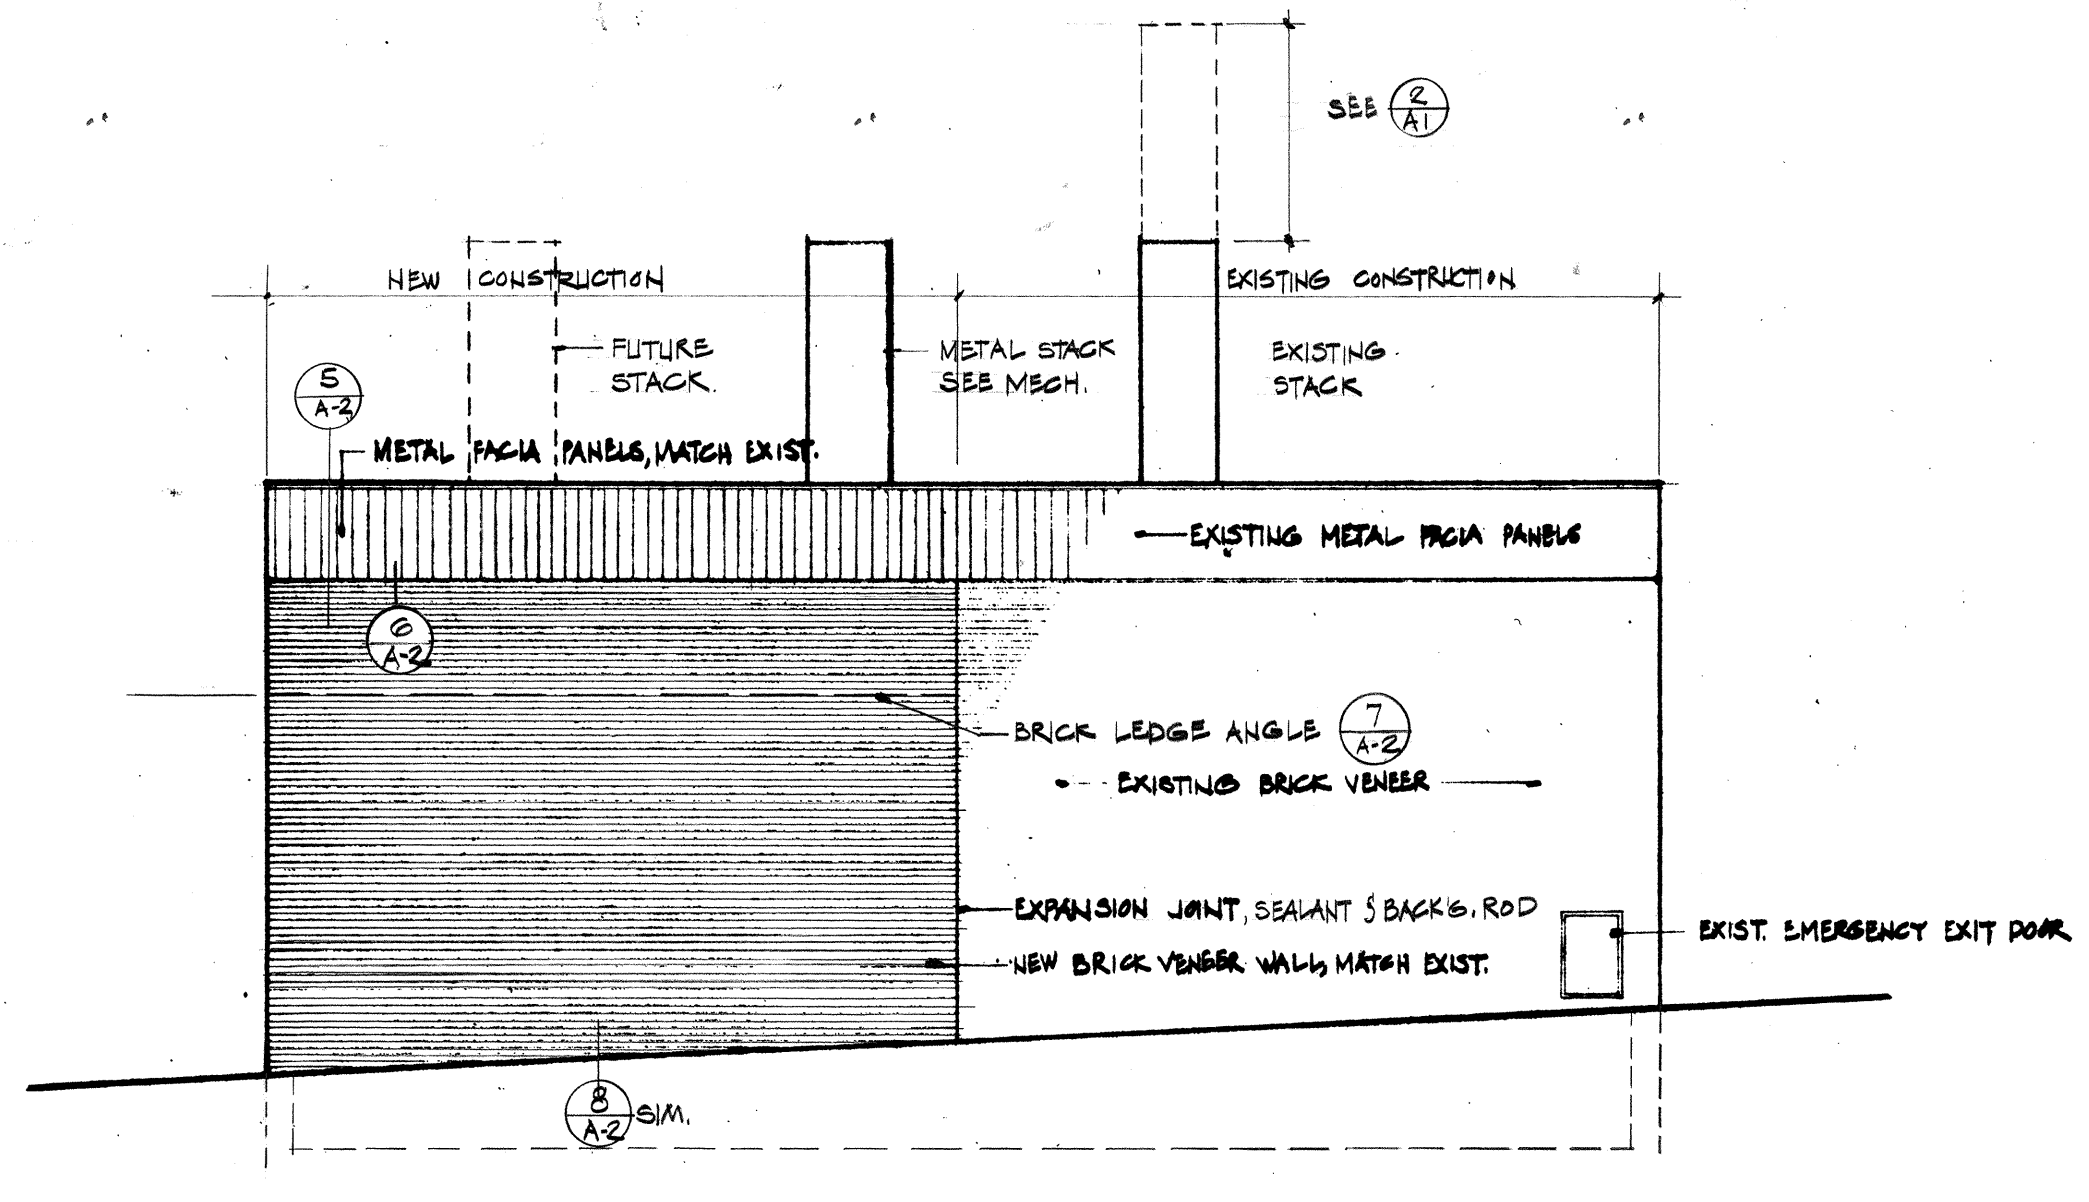 SEE 2
A1
NEW CONSTRUCTION
EXISTING CONSTRUCTION
FUTURE
STACK.
METAL STACK
SEE MECH.
EXISTING
STACK
5
A-2
METAL FACIA PANELS, MATCH EXIST.
EXISTING METAL FACIA PANELS
6
A-2
BRICK LEDGE ANGLE 7
A-2
EXISTING BRICK VENEER
EXPANSION JOINT, SEALANT & BACK'G. ROD
EXIST. EMERGENCY EXIT DOOR
NEW BRICK VENEER WALL, MATCH EXIST.
8
A-2 SIM.